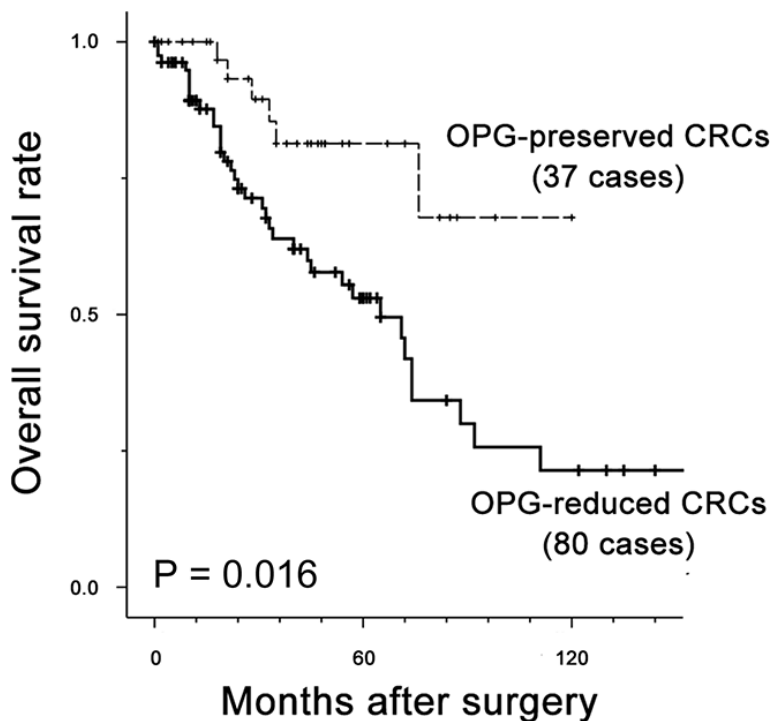 Overall survival rate
1.0
0.5
0.0
OPG-preserved CRCs
(37 cases)
OPG-reduced CRCs
(80 cases)
P = 0.016
0
60
120
Months after surgery